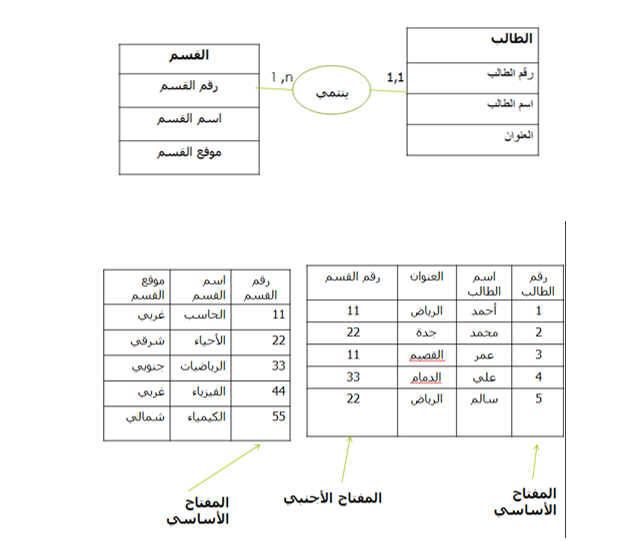 الطالب
رقم الطالب
اسم الطالب
العنوان
1,1
ينتمي
1,n
القسم
رقم القسم
اسم القسم
موقع القسم
رقم الطالب اسم الطالب العنوان رقم القسم
1 أحمد الرياض 11
2 محمد جدة 22
3 عمر القصيم 11
4 علي الدمام 33
5 سالم الرياض 22
رقم القسم اسم القسم موقع القسم
11 الحاسب غربي
22 الأحياء شرقي
33 الرياضيات جنوبي
44 الفيزياء غربي
55 الكيمياء شمالي
المفتاح
الأساسي
المفتاح الأجنبي
المفتاح
الأساسي